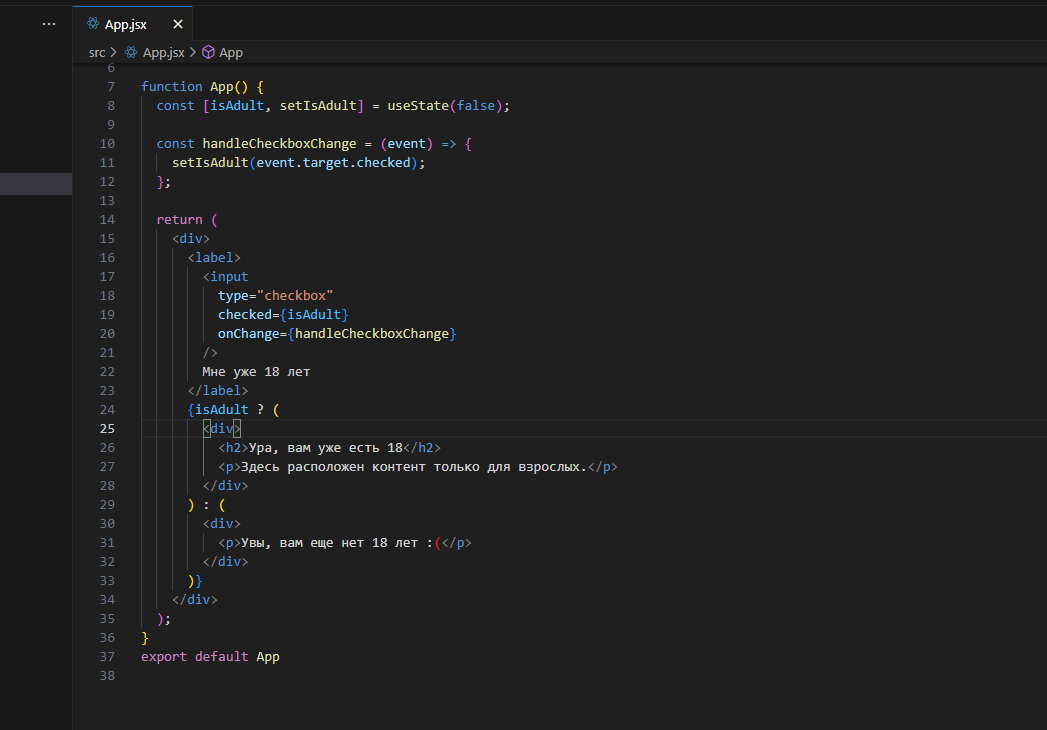 ...
App.jsx
src > App.jsx > App
6
7 function App() {
8 const [isAdult, setIsAdult] = useState(false);
9
10 const handleCheckboxChange = (event) => {
11 setIsAdult(event.target.checked);
12 };
13
14 return (
15 <div>
16 <label>
17 <input
18 type="checkbox"
19 checked={isAdult}
20 onChange={handleCheckboxChange}
21 />
22 Мне уже 18 лет
23 </label>
24 {isAdult ? (
25 <div>
26 <h2>Ура, вам уже есть 18</h2>
27 <p>Здесь расположен контент только для взрослых.</p>
28 </div>
29 ) : (
30 <div>
31 <p>Увы, вам еще нет 18 лет :(</p>
32 </div>
33 )}
34 </div>
35 );
36 }
37 export default App
38